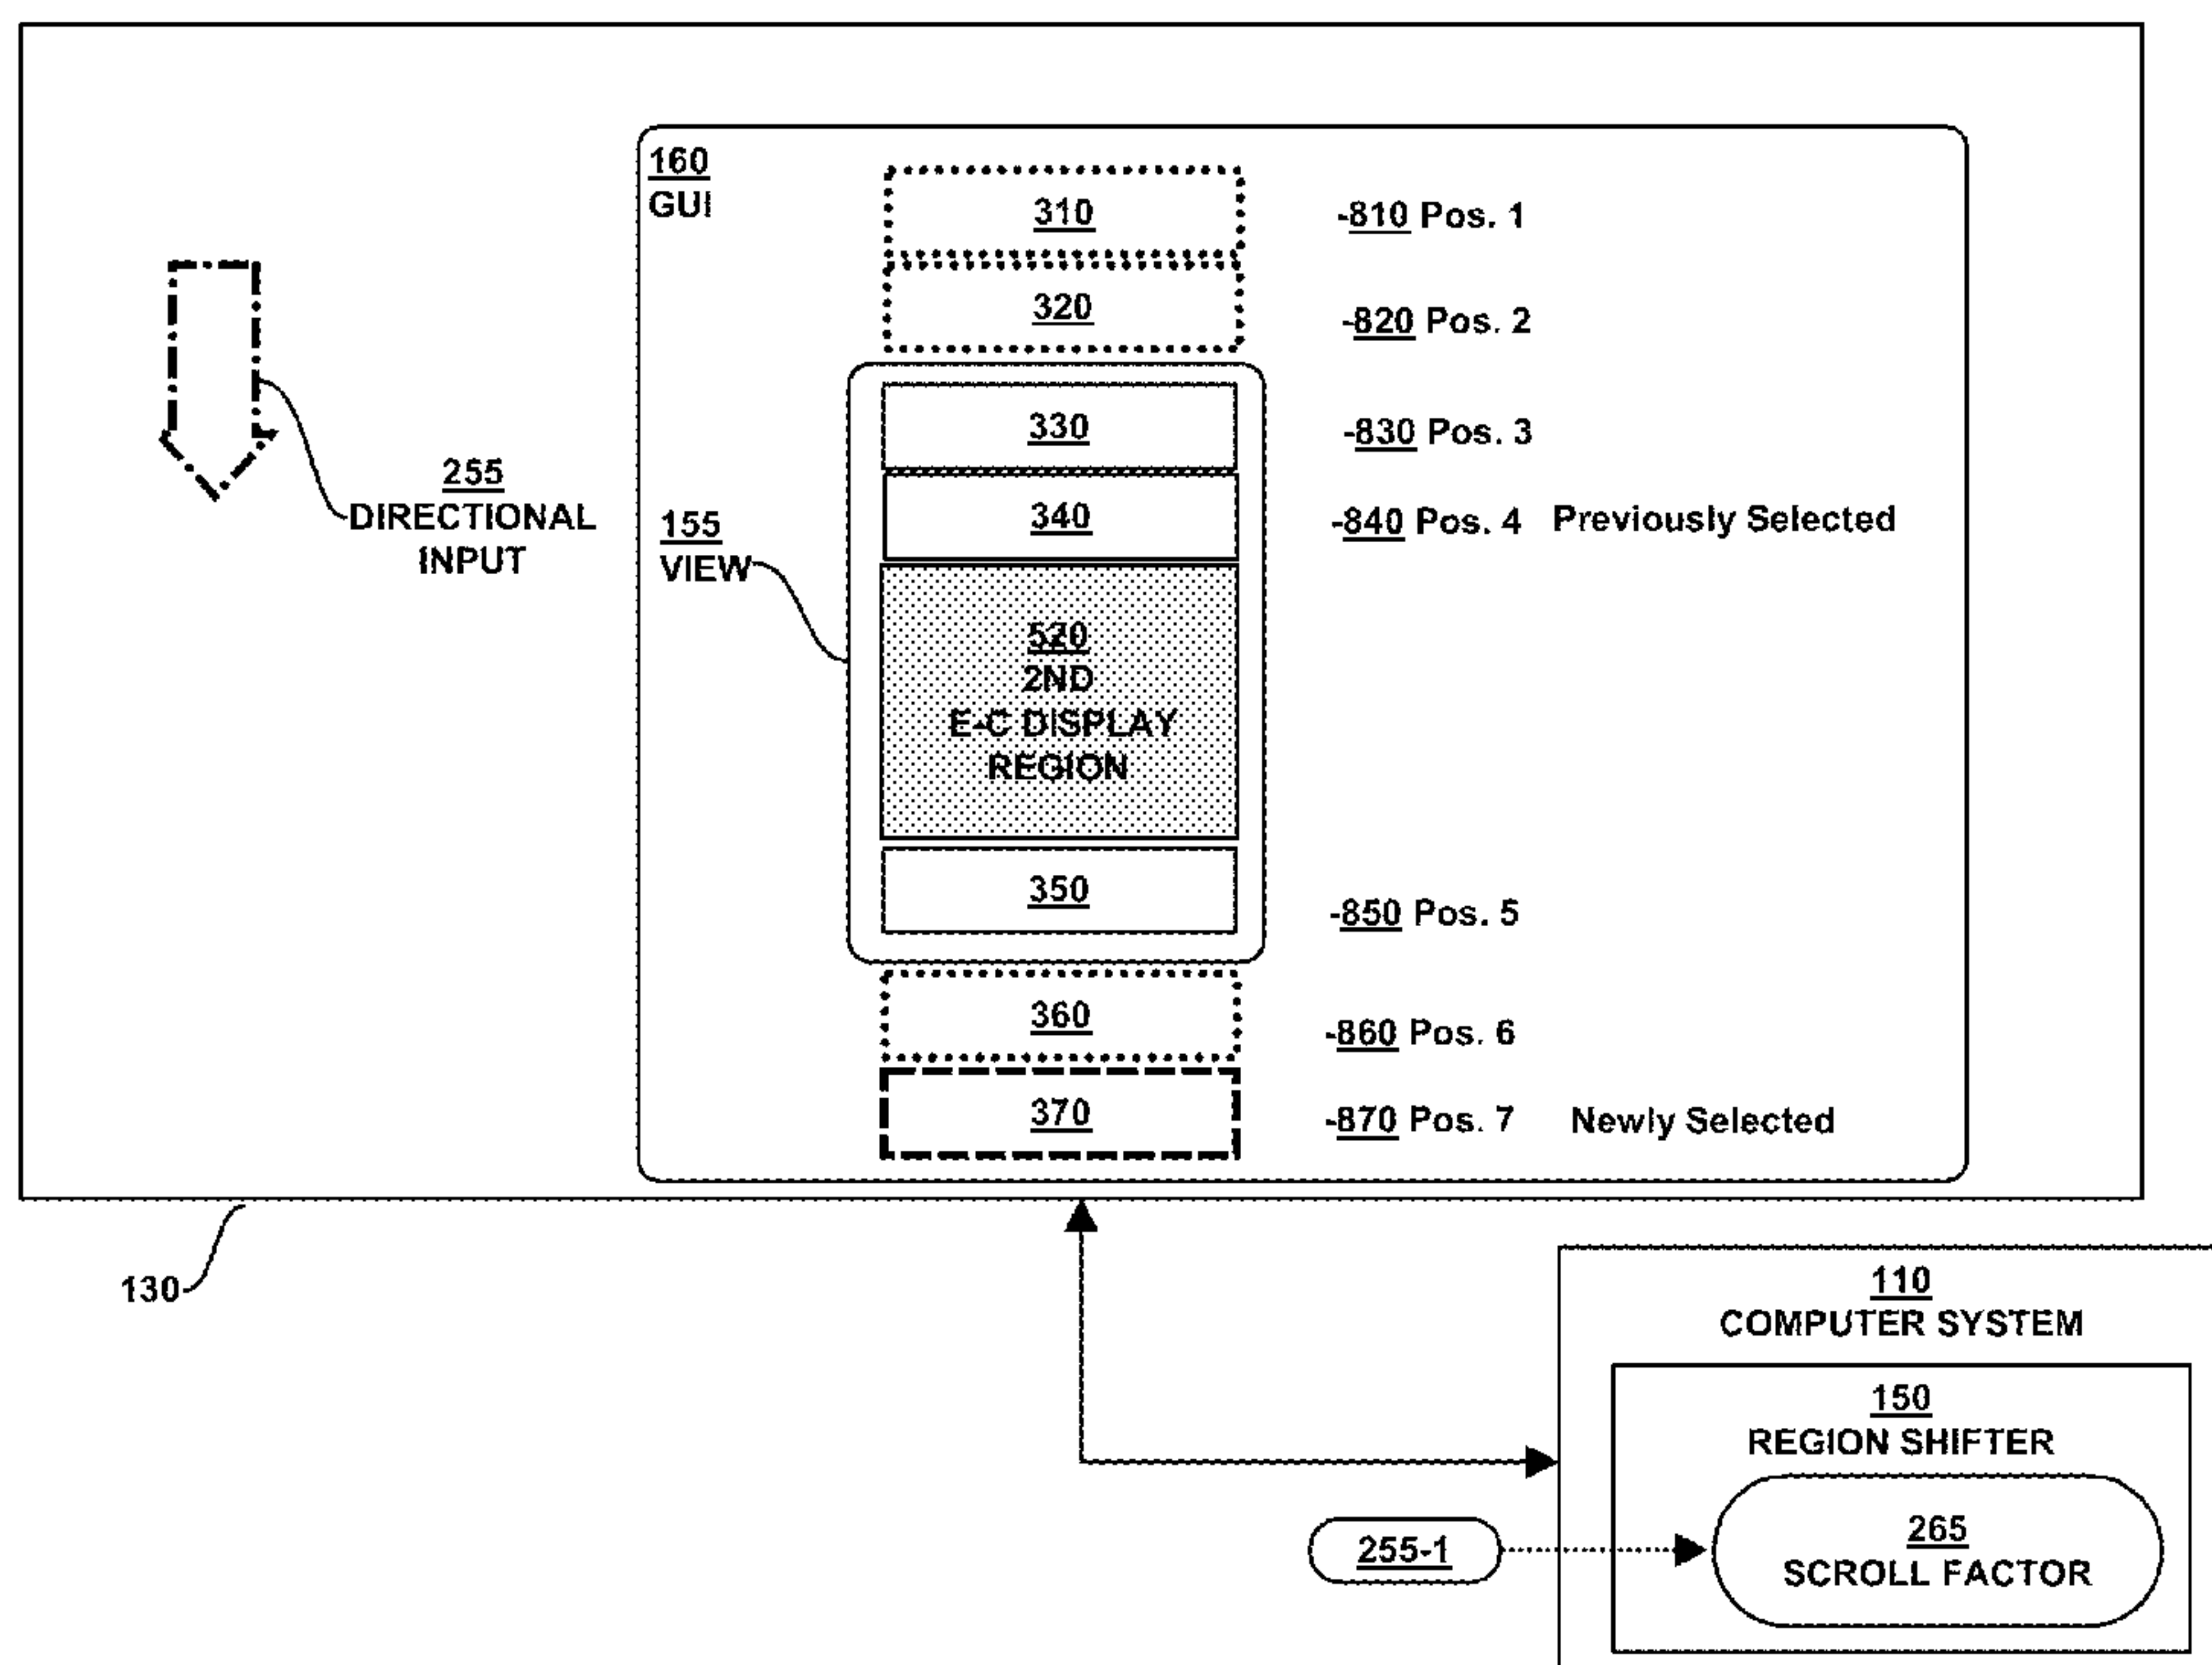 160
GUI
310
-810 Pos. 1
320
-820 Pos. 2
330
-830 Pos. 3
255
DIRECTIONAL
INPUT
155
VIEW
340
-840 Pos. 4 Previously Selected
520
2ND
E-C DISPLAY
REGION
350
-850 Pos. 5
360
-860 Pos. 6
370
-870 Pos. 7 Newly Selected
130
110
COMPUTER SYSTEM
150
REGION SHIFTER
255-1
265
SCROLL FACTOR